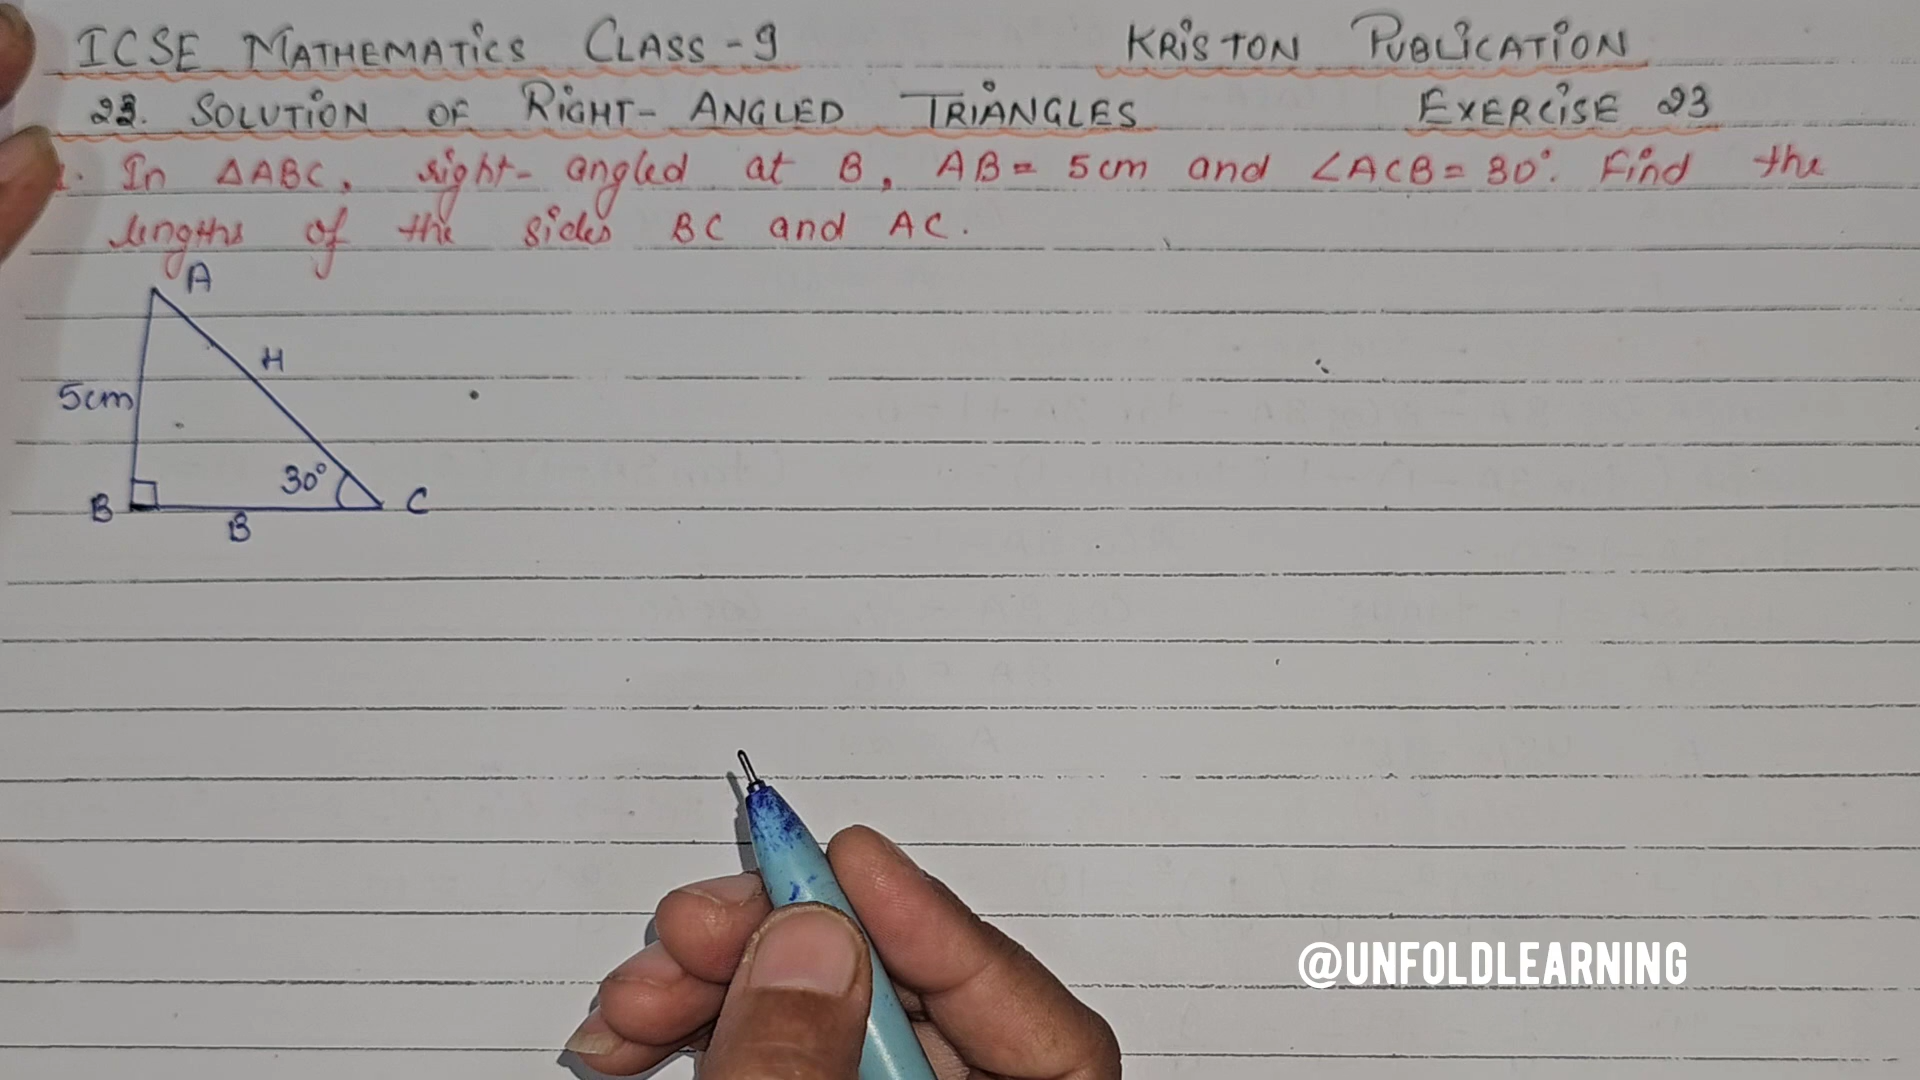 ICSE MATHEMATICS CLASS-9 KRISTON PUBLICATION
23. SOLUTION OF RIGHT-ANGLED TRIANGLES EXERCISE 23
1. In ΔABC, right-angled at B, AB = 5cm and ∠ACB = 30°. Find the
lengths of the sides BC and AC.
A
H
5cm
30°
B C
B
@UNFOLDLEARNING